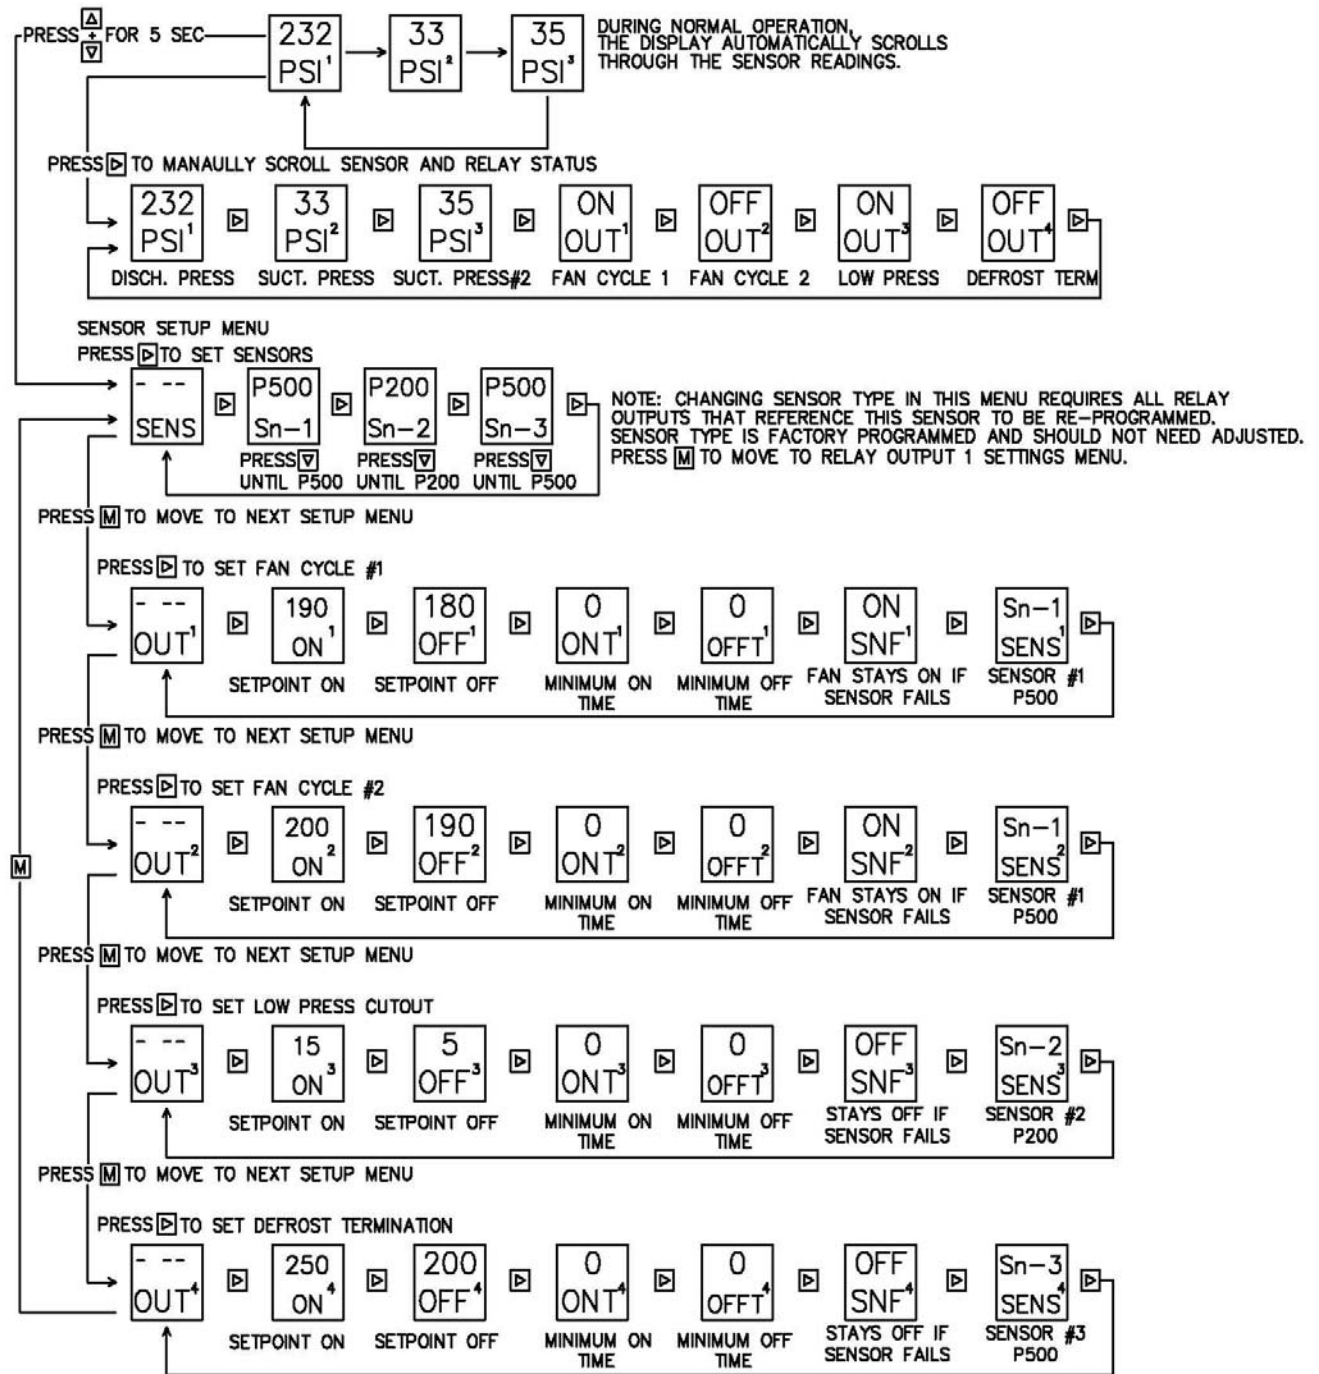 PRESS △ + ▽ FOR 5 SEC
232 33 35
PSI¹ PSI² PSI³
DURING NORMAL OPERATION,
THE DISPLAY AUTOMATICALLY SCROLLS
THROUGH THE SENSOR READINGS.
PRESS ▷ TO MANAULLY SCROLL SENSOR AND RELAY STATUS
232 33 35 ON OFF ON OFF
PSI¹ PSI² PSI³ OUT¹ OUT² OUT³ OUT⁴
DISCH. PRESS SUCT. PRESS SUCT. PRESS#2 FAN CYCLE 1 FAN CYCLE 2 LOW PRESS DEFROST TERM
SENSOR SETUP MENU
PRESS ▷ TO SET SENSORS
- -- P500 P200 P500
SENS Sn-1 Sn-2 Sn-3
PRESS ▽ PRESS ▽ PRESS ▽
UNTIL P500 UNTIL P200 UNTIL P500
NOTE: CHANGING SENSOR TYPE IN THIS MENU REQUIRES ALL RELAY
OUTPUTS THAT REFERENCE THIS SENSOR TO BE RE-PROGRAMMED.
SENSOR TYPE IS FACTORY PROGRAMMED AND SHOULD NOT NEED ADJUSTED.
PRESS M TO MOVE TO RELAY OUTPUT 1 SETTINGS MENU.
PRESS M TO MOVE TO NEXT SETUP MENU
PRESS ▷ TO SET FAN CYCLE #1
- -- 190 180 0 0 ON Sn-1
OUT¹ ON¹ OFF¹ ONT¹ OFFT¹ SNF¹ SENS¹
SETPOINT ON SETPOINT OFF MINIMUM ON MINIMUM OFF FAN STAYS ON IF SENSOR #1
TIME TIME SENSOR FAILS P500
PRESS M TO MOVE TO NEXT SETUP MENU
PRESS ▷ TO SET FAN CYCLE #2
- -- 200 190 0 0 ON Sn-1
OUT² ON² OFF² ONT² OFFT² SNF² SENS²
M
SETPOINT ON SETPOINT OFF MINIMUM ON MINIMUM OFF FAN STAYS ON IF SENSOR #1
TIME TIME SENSOR FAILS P500
PRESS M TO MOVE TO NEXT SETUP MENU
PRESS ▷ TO SET LOW PRESS CUTOUT
- -- 15 5 0 0 OFF Sn-2
OUT³ ON³ OFF³ ONT³ OFFT³ SNF³ SENS³
SETPOINT ON SETPOINT OFF MINIMUM ON MINIMUM OFF STAYS OFF IF SENSOR #2
TIME TIME SENSOR FAILS P200
PRESS M TO MOVE TO NEXT SETUP MENU
PRESS ▷ TO SET DEFROST TERMINATION
- -- 250 200 0 0 OFF Sn-3
OUT⁴ ON⁴ OFF⁴ ONT⁴ OFFT⁴ SNF⁴ SENS⁴
SETPOINT ON SETPOINT OFF MINIMUM ON MINIMUM OFF STAYS OFF IF SENSOR #3
TIME TIME SENSOR FAILS P500